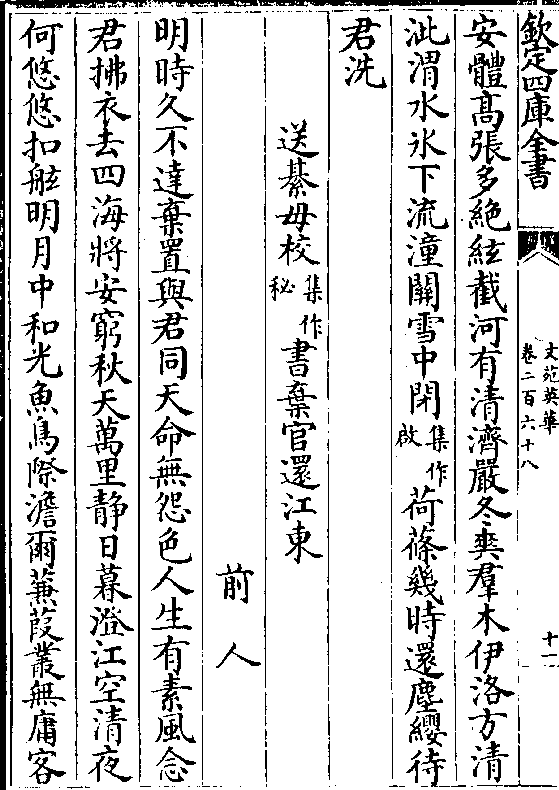 欽定四庫全書
文苑英華
卷二百六十八
十一
安體髙張多絶絃截河有清濟嚴冬爽羣木伊洛方清
泚渭水氷下流潼關雪中閉集作啟荷蓧幾時還塵纓待
君洗
送綦毋校集作秘書棄官還江東
前人
明時久不達棄置與君同天命無怨色人生有素風念
君拂衣去四海將安窮秋天萬里静日暮澄江空清夜
何悠悠扣舷明月中和光魚鳥際澹爾蒹葭叢無庸客